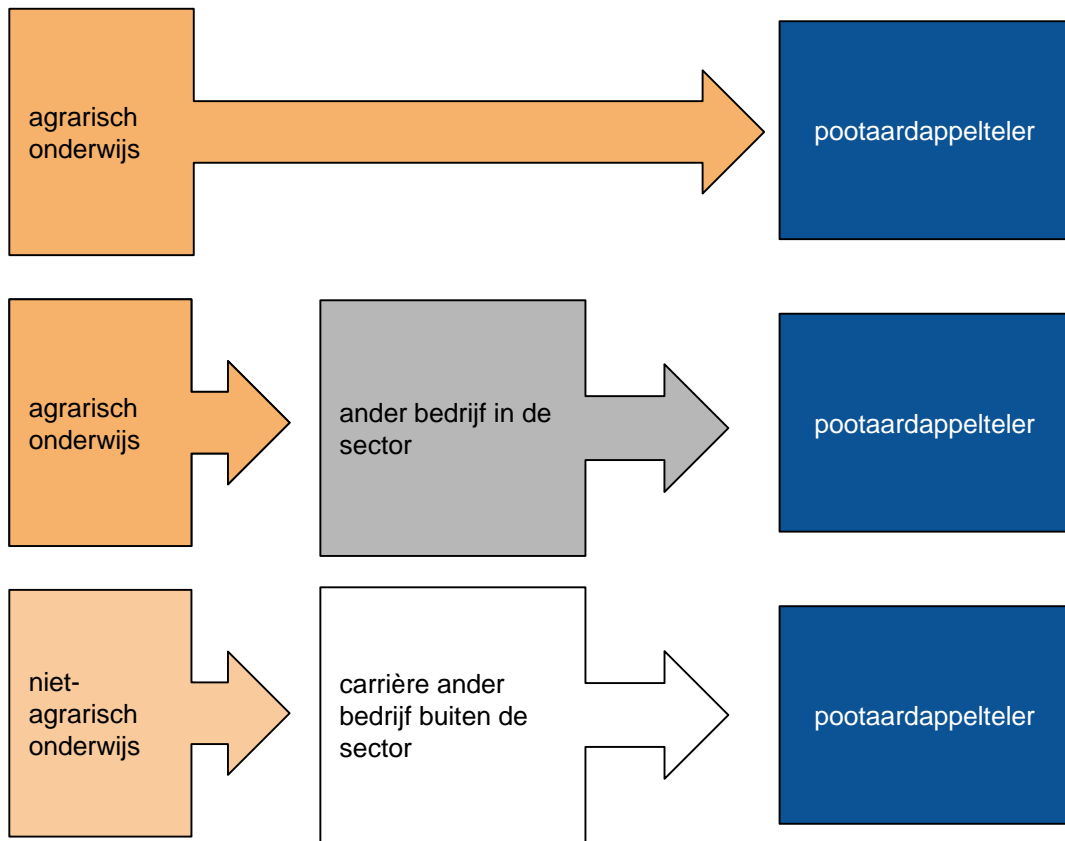 agrarisch
onderwijs
pootaardappelteler
agrarisch
onderwijs
ander bedrijf in de
sector
pootaardappelteler
niet-
agrarisch
onderwijs
carrière ander
bedrijf buiten de
sector
pootaardappelteler